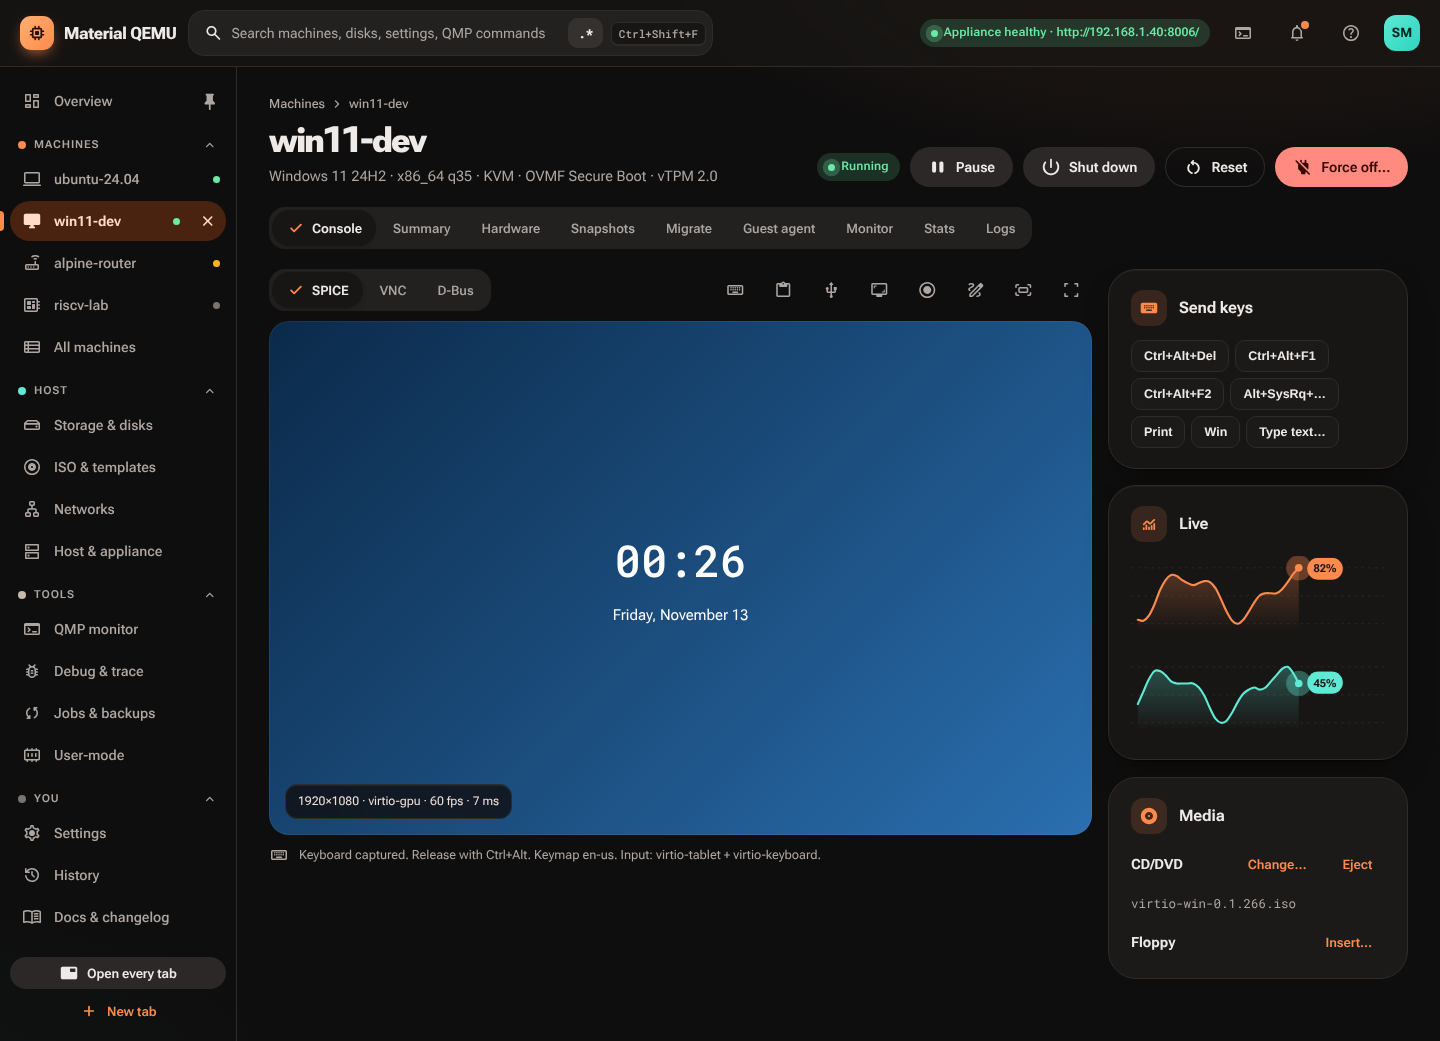 Material QEMU
Search machines, disks, settings, QMP commands
.*
Ctrl+Shift+F
Appliance healthy · http://192.168.1.40:8006/
SM
Overview
MACHINES
ubuntu-24.04
win11-dev
alpine-router
riscv-lab
All machines
HOST
Storage & disks
ISO & templates
Networks
Host & appliance
TOOLS
QMP monitor
Debug & trace
Jobs & backups
User-mode
YOU
Settings
History
Docs & changelog
Open every tab
New tab
Machines > win11-dev
win11-dev
Windows 11 24H2 · x86_64 q35 · KVM · OVMF Secure Boot · vTPM 2.0
Running
Pause
Shut down
Reset
Force off...
Console
Summary
Hardware
Snapshots
Migrate
Guest agent
Monitor
Stats
Logs
SPICE
VNC
D-Bus
00:26
Friday, November 13
1920×1080 · virtio-gpu · 60 fps · 7 ms
Keyboard captured. Release with Ctrl+Alt. Keymap en-us. Input: virtio-tablet + virtio-keyboard.
Send keys
Ctrl+Alt+Del
Ctrl+Alt+F1
Ctrl+Alt+F2
Alt+SysRq+...
Print
Win
Type text...
Live
82%
45%
Media
CD/DVD
Change...
Eject
virtio-win-0.1.266.iso
Floppy
Insert...